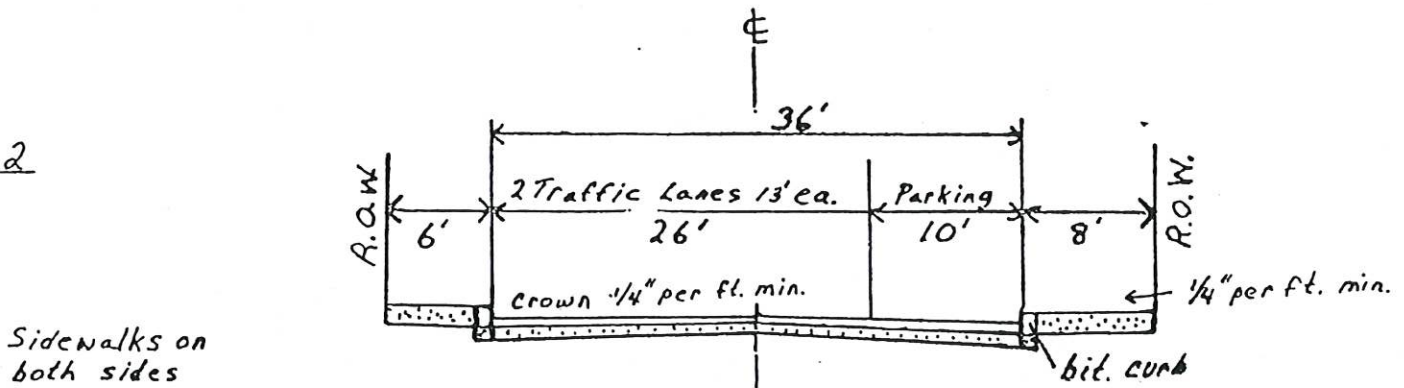 ℄
36'
2
R.O.W.
2 Traffic Lanes 13' ea.
Parking
R.O.W.
6'
26'
10'
8'
crown 1/4" per ft. min.
1/4" per ft. min.
Sidewalks on
both sides
bit. curb